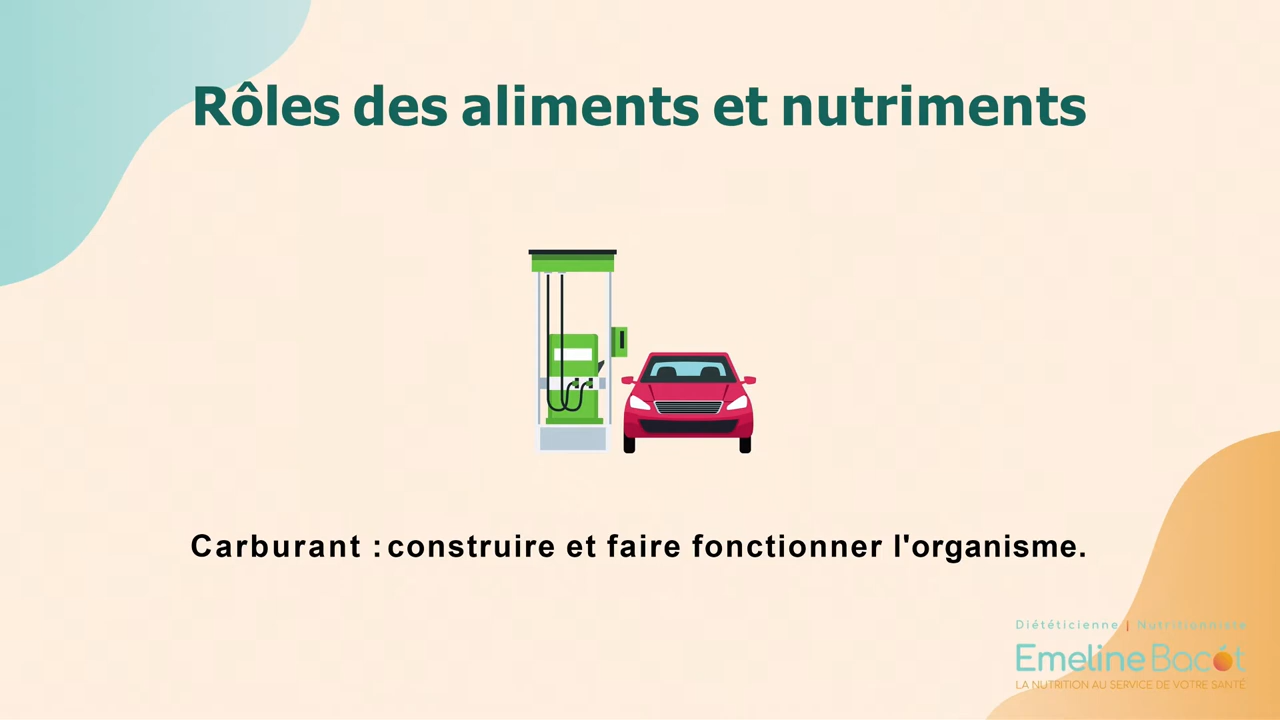 Rôles des aliments et nutriments
Carburant : construire et faire fonctionner l'organisme.
Diététicienne | Nutritionniste
Emeline Bacot
LA NUTRITION AU SERVICE DE VOTRE SANTÉ